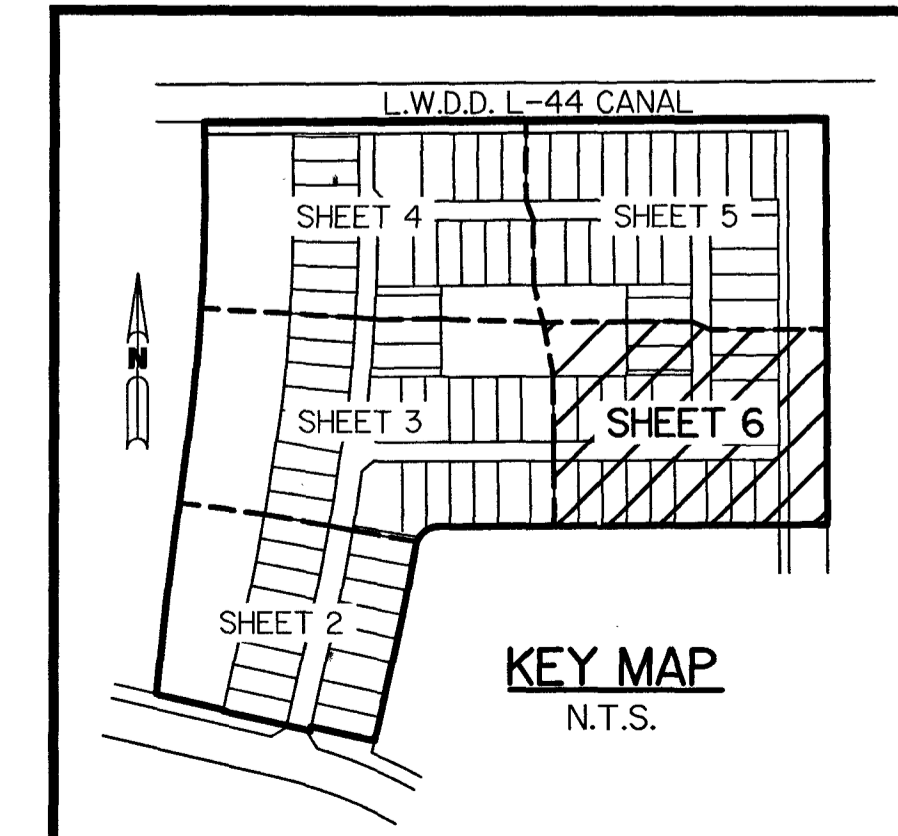 L.W.D.D. L-44 CANAL
SHEET 4
SHEET 5
N
SHEET 3
SHEET 6
SHEET 2
KEY MAP
N.T.S.